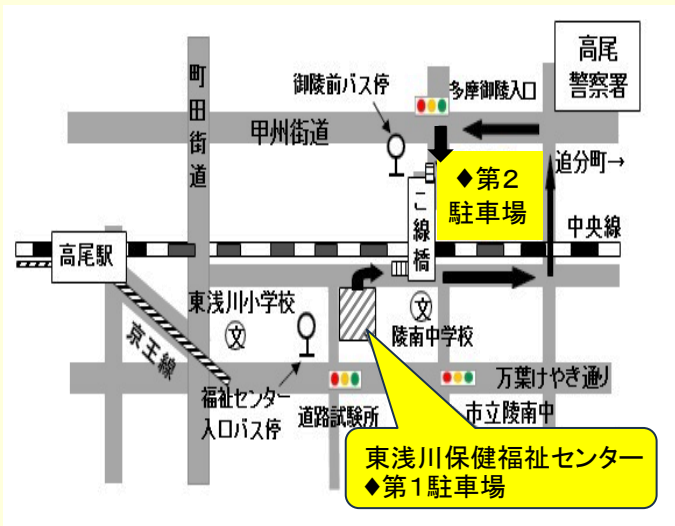 高尾
警察署
町田街道
御陵前バス停
多摩御陵入口
甲州街道
追分町→
◆第2
駐車場
こ線橋
中央線
高尾駅
東浅川小学校
文
文
陵南中学校
京王線
万葉けやき通り
福祉センター
入口バス停
道路試験所
市立陵南中
東浅川保健福祉センター
◆第1駐車場